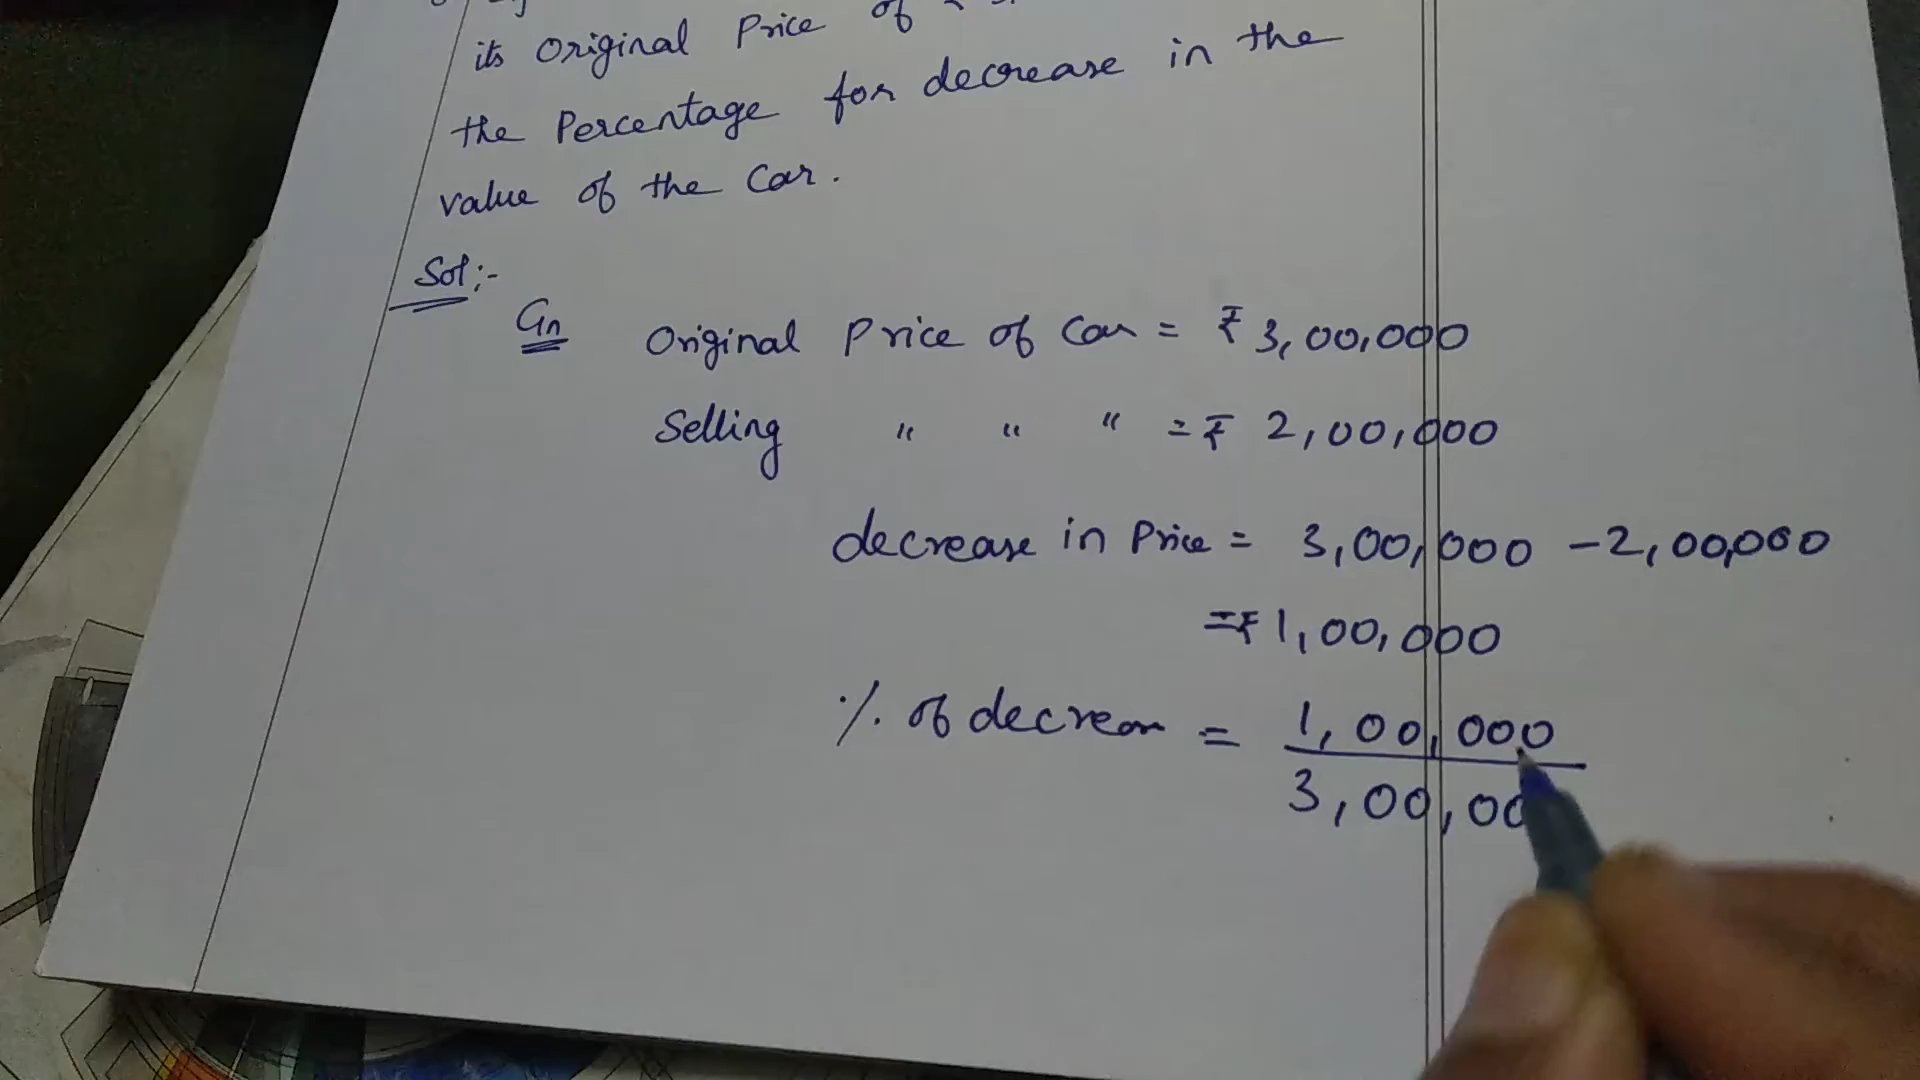 its Original Price of
the Percentage for decrease in the
value of the Car.
Sol:-
Gn Original Price of Car = ₹ 3,00,000
Selling " " " = ₹ 2,00,000
decrease in Price = 3,00,000 - 2,00,000
= ₹ 1,00,000
% of decrease = 1,00,000
3,00,00